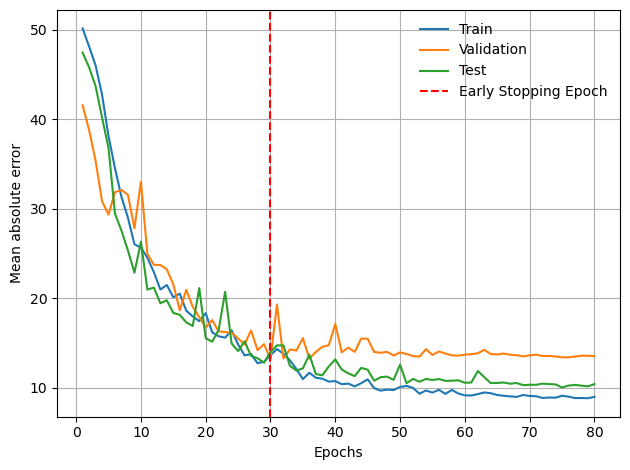 Train
Validation
Test
Early Stopping Epoch
Mean absolute error
50
40
30
20
10
0 10 20 30 40 50 60 70 80
Epochs